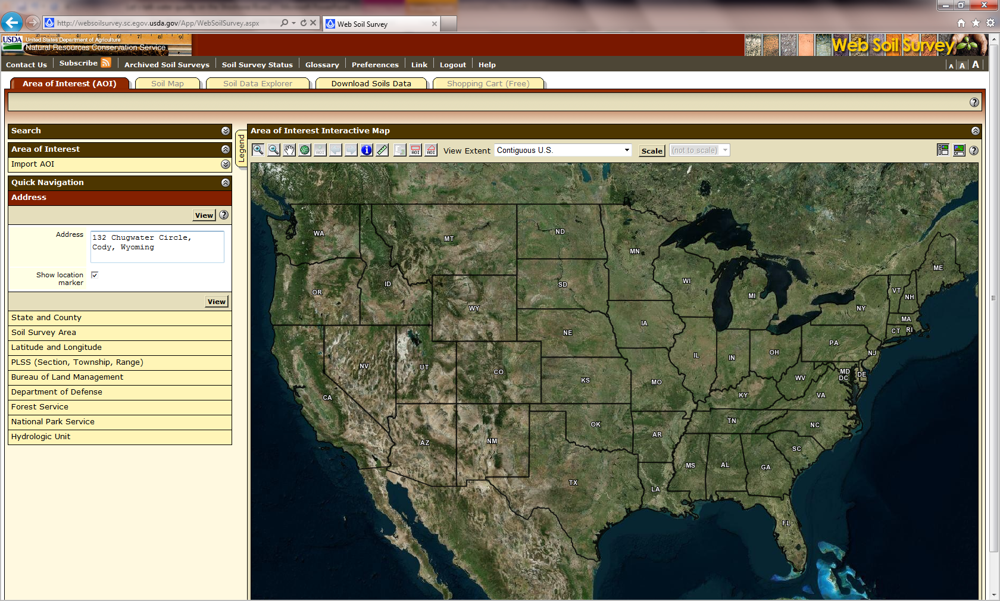 http://websoilsurvey.sc.egov.usda.gov/App/WebSoilSurvey.aspx
Web Soil Survey
USDA
United States Department of Agriculture
Natural Resources Conservation Service
Web Soil Survey
Contact Us
Subscribe
Archived Soil Surveys
Soil Survey Status
Glossary
Preferences
Link
Logout
Help
A A A
Area of Interest (AOI)
Soil Map
Soil Data Explorer
Download Soils Data
Shopping Cart (Free)
Search
Area of Interest
Import AOI
Quick Navigation
Address
View
Address
132 Chugwater Circle,
Cody, Wyoming
Show location
marker
View
State and County
Soil Survey Area
Latitude and Longitude
PLSS (Section, Township, Range)
Bureau of Land Management
Department of Defense
Forest Service
National Park Service
Hydrologic Unit
Legend
Area of Interest Interactive Map
AOI
AOI
AOI
View Extent
Contiguous U.S.
Scale
(not to scale)
WA
MT
ND
MN
ME
OR
ID
WY
SD
WI
MI
VT
NH
NY
MA
CT
RI
IA
NE
PA
NJ
NV
UT
CO
KS
IL
IN
OH
MD
DC
DE
WV
VA
CA
MO
KY
AZ
NM
OK
AR
TN
NC
SC
TX
MS
AL
GA
LA
FL